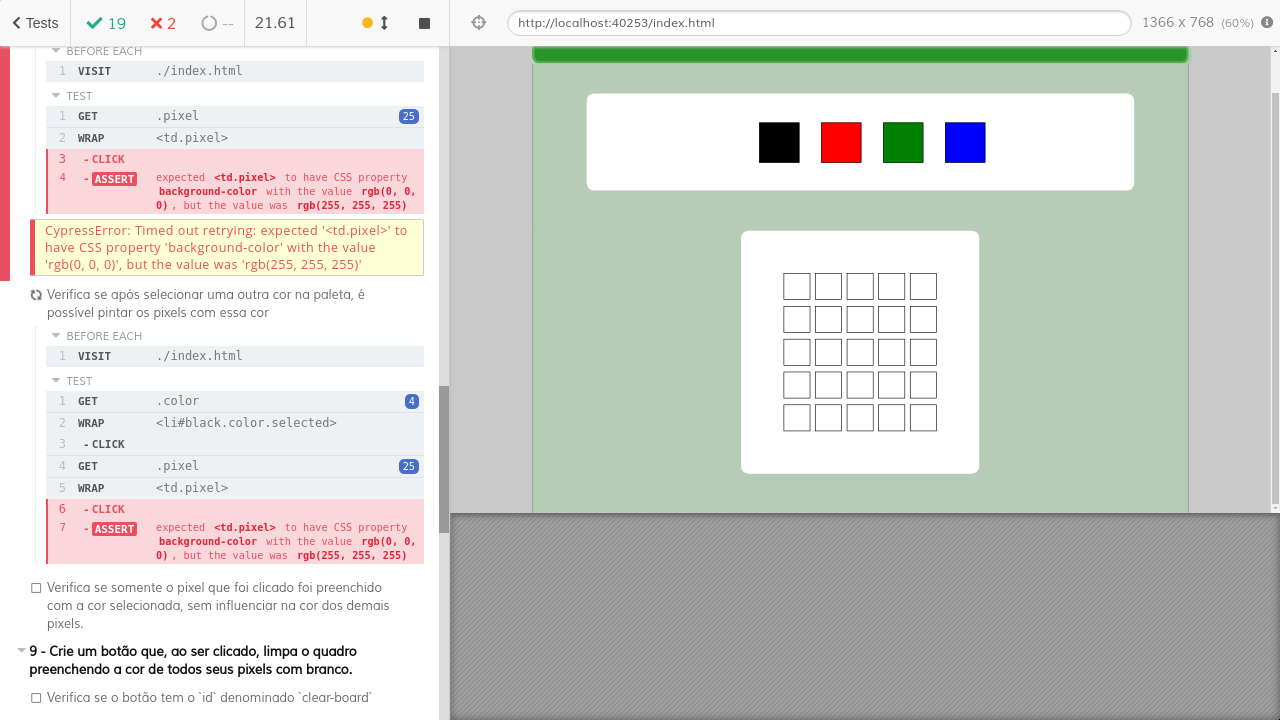 Tests
19
2
--
21.61
http://localhost:40253/index.html
1366 x 768 (60%)
BEFORE EACH
1 VISIT ./index.html
TEST
1 GET .pixel 25
2 WRAP <td.pixel>
3 - CLICK
4 - ASSERT expected <td.pixel> to have CSS property
background-color with the value rgb(0, 0,
0), but the value was rgb(255, 255, 255)
CypressError: Timed out retrying: expected '<td.pixel>' to
have CSS property 'background-color' with the value
'rgb(0, 0, 0)', but the value was 'rgb(255, 255, 255)'
Verifica se após selecionar uma outra cor na paleta, é
possível pintar os pixels com essa cor
BEFORE EACH
1 VISIT ./index.html
TEST
1 GET .color 4
2 WRAP <li#black.color.selected>
3 - CLICK
4 GET .pixel 25
5 WRAP <td.pixel>
6 - CLICK
7 - ASSERT expected <td.pixel> to have CSS property
background-color with the value rgb(0, 0,
0), but the value was rgb(255, 255, 255)
Verifica se somente o pixel que foi clicado foi preenchido
com a cor selecionada, sem influenciar na cor dos demais
pixels.
9 - Crie um botão que, ao ser clicado, limpa o quadro
preenchendo a cor de todos seus pixels com branco.
Verifica se o botão tem o `id` denominado `clear-board`